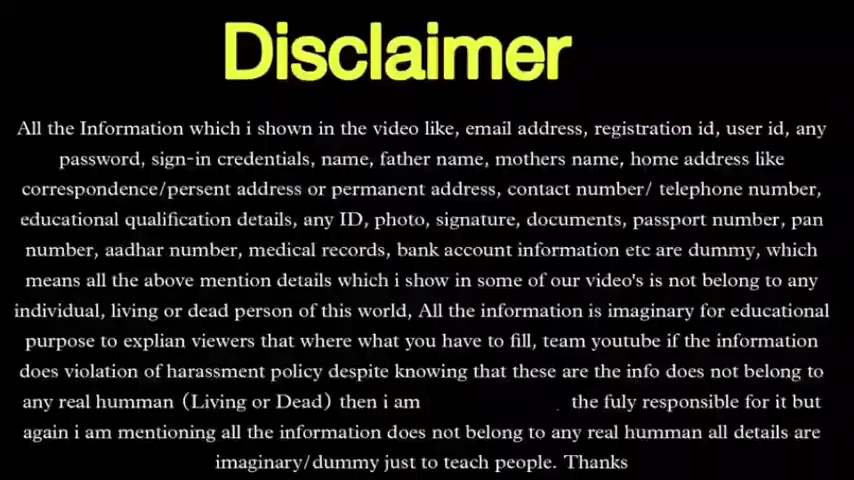 Disclaimer
All the Information which i shown in the video like, email address, registration id, user id, any
password, sign-in credentials, name, father name, mothers name, home address like
correspondence/persent address or permanent address, contact number/ telephone number,
educational qualification details, any ID, photo, signature, documents, passport number, pan
number, aadhar number, medical records, bank account information etc are dummy, which
means all the above mention details which i show in some of our video's is not belong to any
individual, living or dead person of this world, All the information is imaginary for educational
purpose to explian viewers that where what you have to fill, team youtube if the information
does violation of harassment policy despite knowing that these are the info does not belong to
any real humman (Living or Dead) then i am the fuly responsible for it but
again i am mentioning all the information does not belong to any real humman all details are
imaginary/dummy just to teach people. Thanks